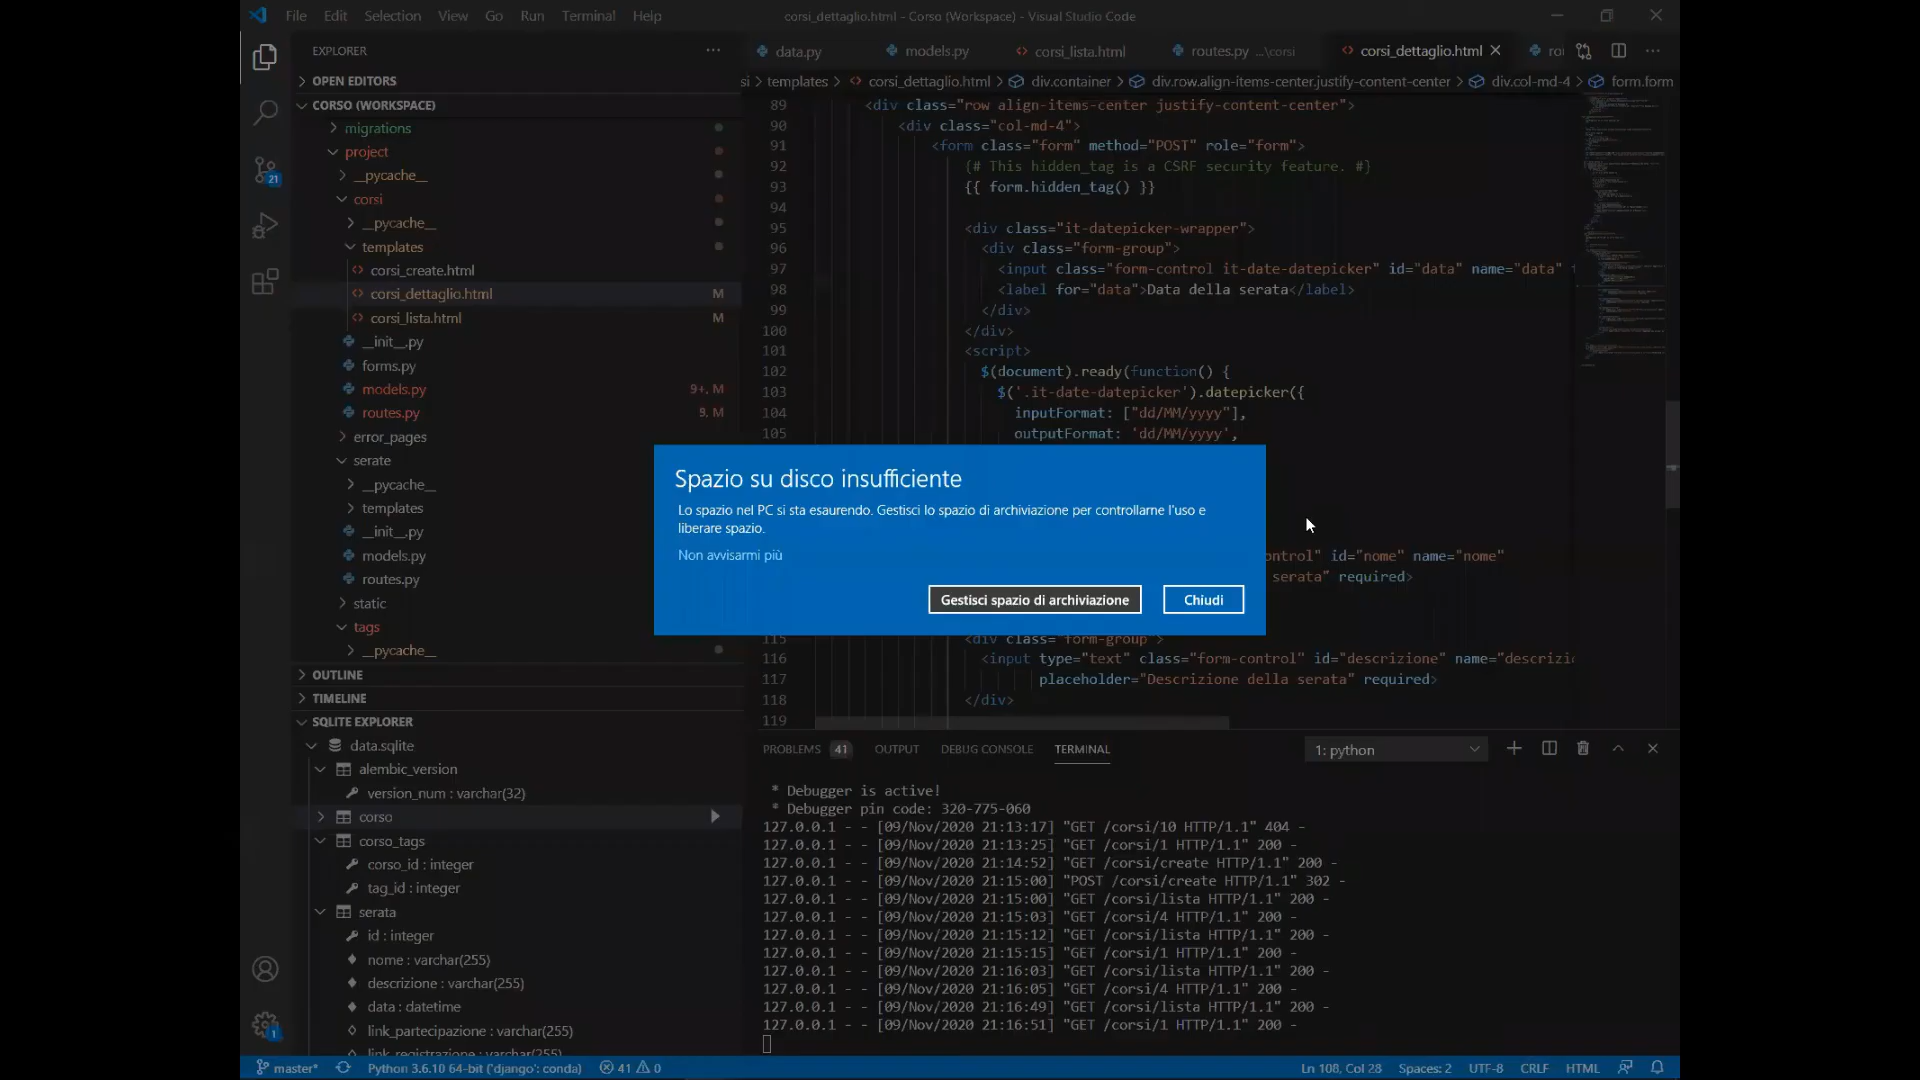 File Edit Selection View Go Run Terminal Help
corsi_dettaglio.html - Corso (Workspace) - Visual Studio Code
EXPLORER
OPEN EDITORS
CORSO (WORKSPACE)
migrations
project
__pycache__
corsi
__pycache__
templates
corsi_create.html
corsi_dettaglio.html M
corsi_lista.html M
__init__.py
forms.py
models.py 9+, M
routes.py 9, M
error_pages
serate
__pycache__
templates
__init__.py
models.py
routes.py
static
tags
__pycache__
OUTLINE
TIMELINE
SQLITE EXPLORER
data.sqlite
alembic_version
version_num : varchar(32)
corso
corso_tags
corso_id : integer
tag_id : integer
serata
id : integer
nome : varchar(255)
descrizione : varchar(255)
data : datetime
link_partecipazione : varchar(255)
link_registrazione : varchar(255)
21
1
data.py models.py corsi_lista.html routes.py ...\corsi corsi_dettaglio.html rou
si > templates > corsi_dettaglio.html > div.container > div.row.align-items-center.justify-content-center > div.col-md-4 > form.form
89 <div class="row align-items-center justify-content-center">
90 <div class="col-md-4">
91 <form class="form" method="POST" role="form">
92 {# This hidden_tag is a CSRF security feature. #}
93 {{ form.hidden_tag() }}
94
95 <div class="it-datepicker-wrapper">
96 <div class="form-group">
97 <input class="form-control it-date-datepicker" id="data" name="data" t
98 <label for="data">Data della serata</label>
99 </div>
100 </div>
101 <script>
102 $(document).ready(function() {
103 $('.it-date-datepicker').datepicker({
104 inputFormat: ["dd/MM/yyyy"],
105 outputFormat: 'dd/MM/yyyy',
Spazio su disco insufficiente
Lo spazio nel PC si sta esaurendo. Gestisci lo spazio di archiviazione per controllarne l'uso e
liberare spazio.
Non avvisarmi più
Gestisci spazio di archiviazione Chiudi
ontrol" id="nome" name="nome"
serata" required>
115 <div class="form-group">
116 <input type="text" class="form-control" id="descrizione" name="descrizio
117 placeholder="Descrizione della serata" required>
118 </div>
119
PROBLEMS 41 OUTPUT DEBUG CONSOLE TERMINAL 1: python
* Debugger is active!
* Debugger pin code: 320-775-060
127.0.0.1 - - [09/Nov/2020 21:13:17] "GET /corsi/10 HTTP/1.1" 404 -
127.0.0.1 - - [09/Nov/2020 21:13:25] "GET /corsi/1 HTTP/1.1" 200 -
127.0.0.1 - - [09/Nov/2020 21:14:52] "GET /corsi/create HTTP/1.1" 200 -
127.0.0.1 - - [09/Nov/2020 21:15:00] "POST /corsi/create HTTP/1.1" 302 -
127.0.0.1 - - [09/Nov/2020 21:15:00] "GET /corsi/lista HTTP/1.1" 200 -
127.0.0.1 - - [09/Nov/2020 21:15:03] "GET /corsi/4 HTTP/1.1" 200 -
127.0.0.1 - - [09/Nov/2020 21:15:12] "GET /corsi/lista HTTP/1.1" 200 -
127.0.0.1 - - [09/Nov/2020 21:15:15] "GET /corsi/1 HTTP/1.1" 200 -
127.0.0.1 - - [09/Nov/2020 21:16:03] "GET /corsi/lista HTTP/1.1" 200 -
127.0.0.1 - - [09/Nov/2020 21:16:05] "GET /corsi/4 HTTP/1.1" 200 -
127.0.0.1 - - [09/Nov/2020 21:16:49] "GET /corsi/lista HTTP/1.1" 200 -
127.0.0.1 - - [09/Nov/2020 21:16:51] "GET /corsi/1 HTTP/1.1" 200 -
master* Python 3.6.10 64-bit ('django': conda) 41 0 Ln 108, Col 28 Spaces: 2 UTF-8 CRLF HTML